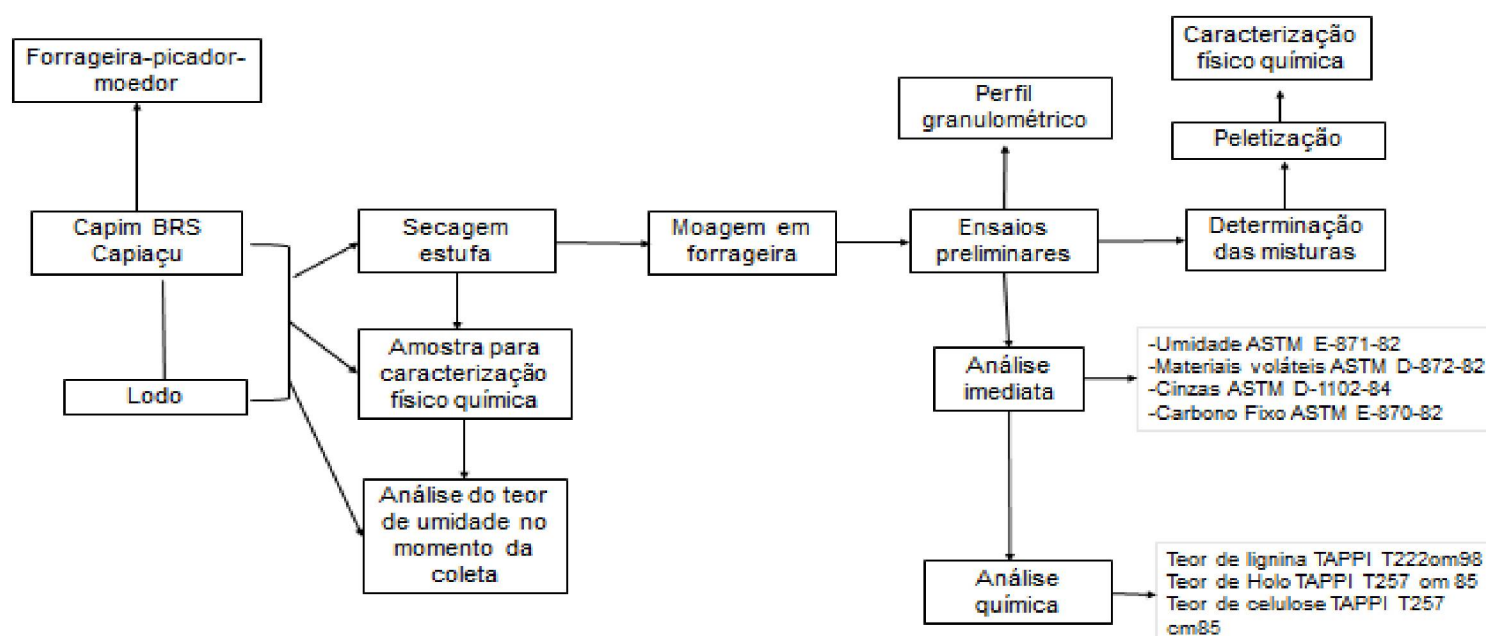 Forrageira-picador-
moedor
Capim BRS
Capiaçu
Lodo
Secagem
estufa
Amostra para
caracterização
físico química
Análise do teor
de umidade no
momento da
coleta
Moagem em
forrageira
Perfil
granulométrico
Ensaios
preliminares
Análise
imediata
Análise
química
Caracterização
físico química
Peletização
Determinação
das misturas
-Umidade ASTM E-871-82
-Materiais voláteis ASTM D-872-82
-Cinzas ASTM D-1102-84
-Carbono Fixo ASTM E-870-82
Teor de lignina TAPPI T222om98
Teor de Holo TAPPI T257 om 85
Teor de celulose TAPPI T257
cm85